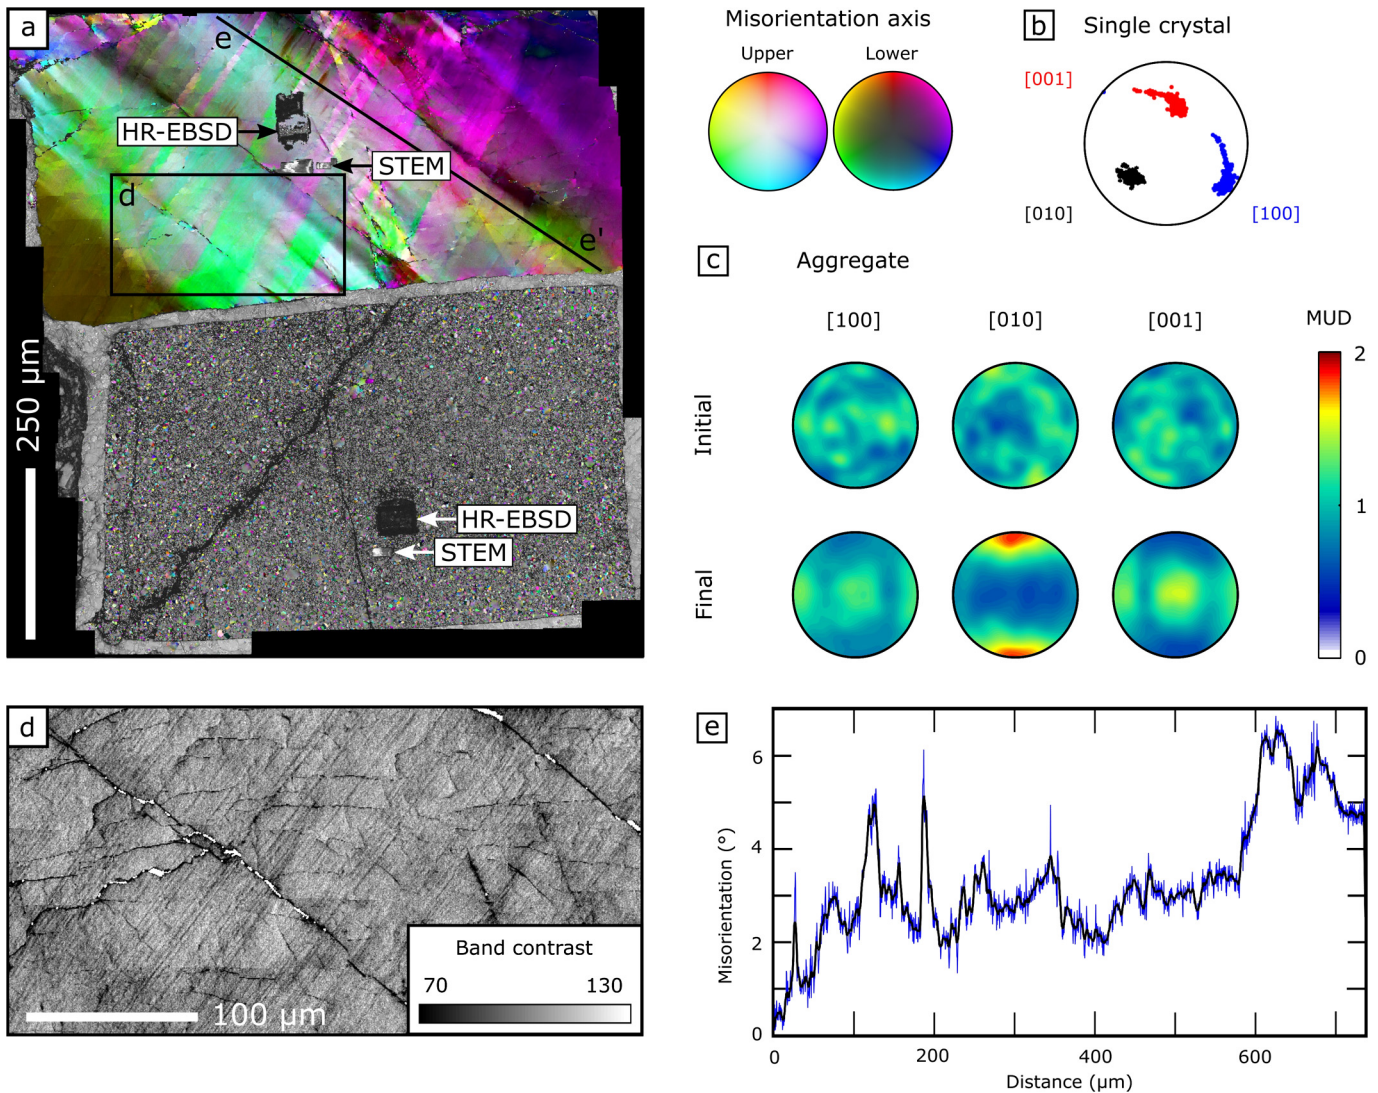 a
e
HR-EBSD
STEM
d
e'
250 µm
HR-EBSD
STEM
Misorientation axis
Upper
Lower
b
Single crystal
[001]
[010]
[100]
c
Aggregate
[100]
[010]
[001]
MUD
Initial
Final
2
1
0
d
Band contrast
70
130
100 µm
e
Misorientation (°)
6
4
2
0
0
200
400
600
Distance (µm)